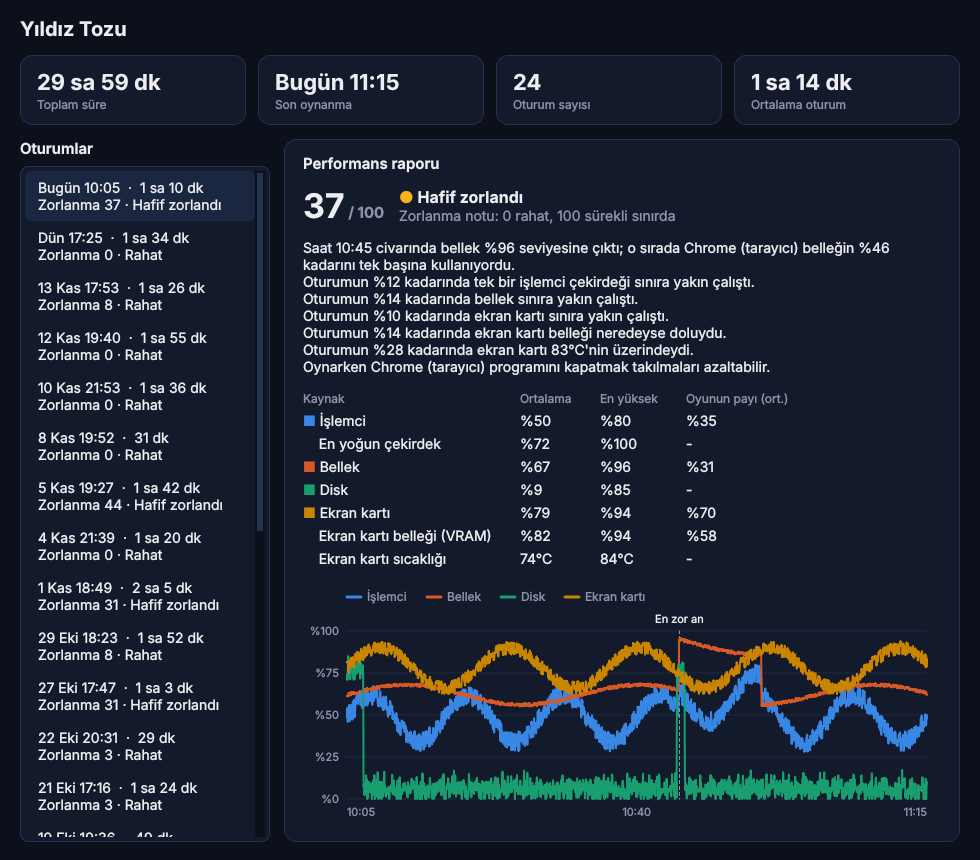 Yıldız Tozu
29 sa 59 dk
Toplam süre
Bugün 11:15
Son oynanma
24
Oturum sayısı
1 sa 14 dk
Ortalama oturum
Oturumlar
Bugün 10:05 · 1 sa 10 dk
Zorlanma 37 · Hafif zorlandı
Dün 17:25 · 1 sa 34 dk
Zorlanma 0 · Rahat
13 Kas 17:53 · 1 sa 26 dk
Zorlanma 8 · Rahat
12 Kas 19:40 · 1 sa 55 dk
Zorlanma 0 · Rahat
10 Kas 21:53 · 1 sa 36 dk
Zorlanma 0 · Rahat
8 Kas 19:52 · 31 dk
Zorlanma 0 · Rahat
5 Kas 19:27 · 1 sa 42 dk
Zorlanma 44 · Hafif zorlandı
4 Kas 21:39 · 1 sa 20 dk
Zorlanma 0 · Rahat
1 Kas 18:49 · 2 sa 5 dk
Zorlanma 31 · Hafif zorlandı
29 Eki 18:23 · 1 sa 52 dk
Zorlanma 8 · Rahat
27 Eki 17:47 · 1 sa 3 dk
Zorlanma 31 · Hafif zorlandı
22 Eki 20:31 · 29 dk
Zorlanma 3 · Rahat
21 Eki 17:16 · 1 sa 24 dk
Zorlanma 3 · Rahat
Performans raporu
37 / 100
Hafif zorlandı
Zorlanma notu: 0 rahat, 100 sürekli sınırda
Saat 10:45 civarında bellek %96 seviyesine çıktı; o sırada Chrome (tarayıcı) belleğin %46
kadarını tek başına kullanıyordu.
Oturumun %12 kadarında tek bir işlemci çekirdeği sınıra yakın çalıştı.
Oturumun %14 kadarında bellek sınıra yakın çalıştı.
Oturumun %10 kadarında ekran kartı sınıra yakın çalıştı.
Oturumun %14 kadarında ekran kartı belleği neredeyse doluydu.
Oturumun %28 kadarında ekran kartı 83°C'nin üzerindeydi.
Oynarken Chrome (tarayıcı) programını kapatmak takılmaları azaltabilir.
Kaynak Ortalama En yüksek Oyunun payı (ort.)
İşlemci %50 %80 %35
En yoğun çekirdek %72 %100 -
Bellek %67 %96 %31
Disk %9 %85 -
Ekran kartı %79 %94 %70
Ekran kartı belleği (VRAM) %82 %94 %58
Ekran kartı sıcaklığı 74°C 84°C -
İşlemci Bellek Disk Ekran kartı
En zor an
%100
%75
%50
%25
%0
10:05 10:40 11:15